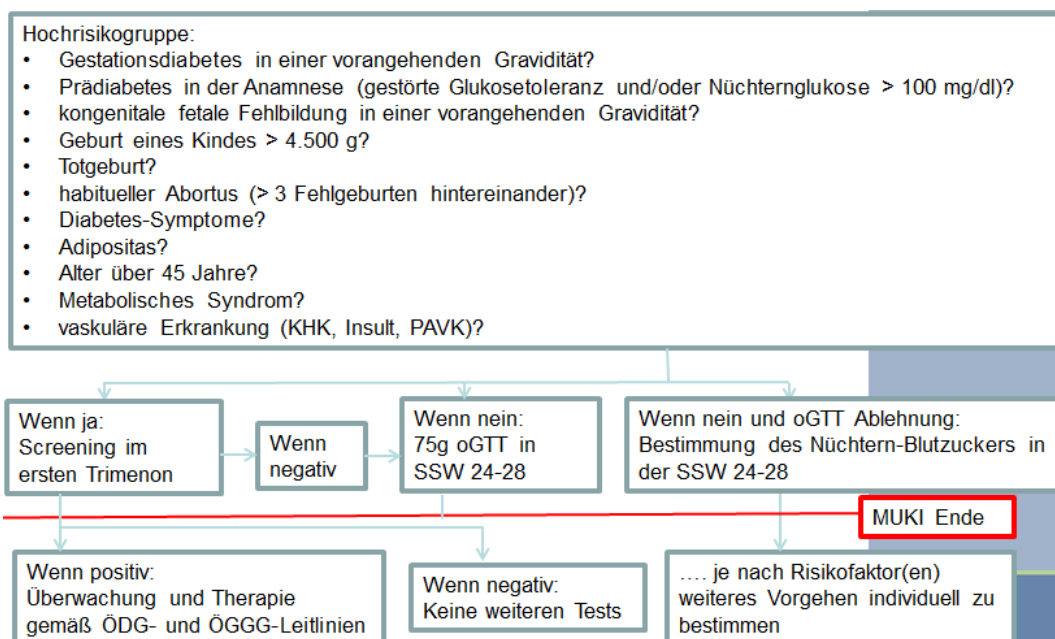 Hochrisikogruppe:
• Gestationsdiabetes in einer vorangehenden Gravidität?
• Prädiabetes in der Anamnese (gestörte Glukosetoleranz und/oder Nüchternglukose > 100 mg/dl)?
• kongenitale fetale Fehlbildung in einer vorangehenden Gravidität?
• Geburt eines Kindes > 4.500 g?
• Totgeburt?
• habitueller Abortus (> 3 Fehlgeburten hintereinander)?
• Diabetes-Symptome?
• Adipositas?
• Alter über 45 Jahre?
• Metabolisches Syndrom?
• vaskuläre Erkrankung (KHK, Insult, PAVK)?
Wenn ja:
Screening im
ersten Trimenon
Wenn
negativ
Wenn nein:
75g oGTT in
SSW 24-28
Wenn nein und oGTT Ablehnung:
Bestimmung des Nüchtern-Blutzuckers in
der SSW 24-28
MUKI Ende
Wenn positiv:
Überwachung und Therapie
gemäß ÖDG- und ÖGGG-Leitlinien
Wenn negativ:
Keine weiteren Tests
.... je nach Risikofaktor(en)
weiteres Vorgehen individuell zu
bestimmen